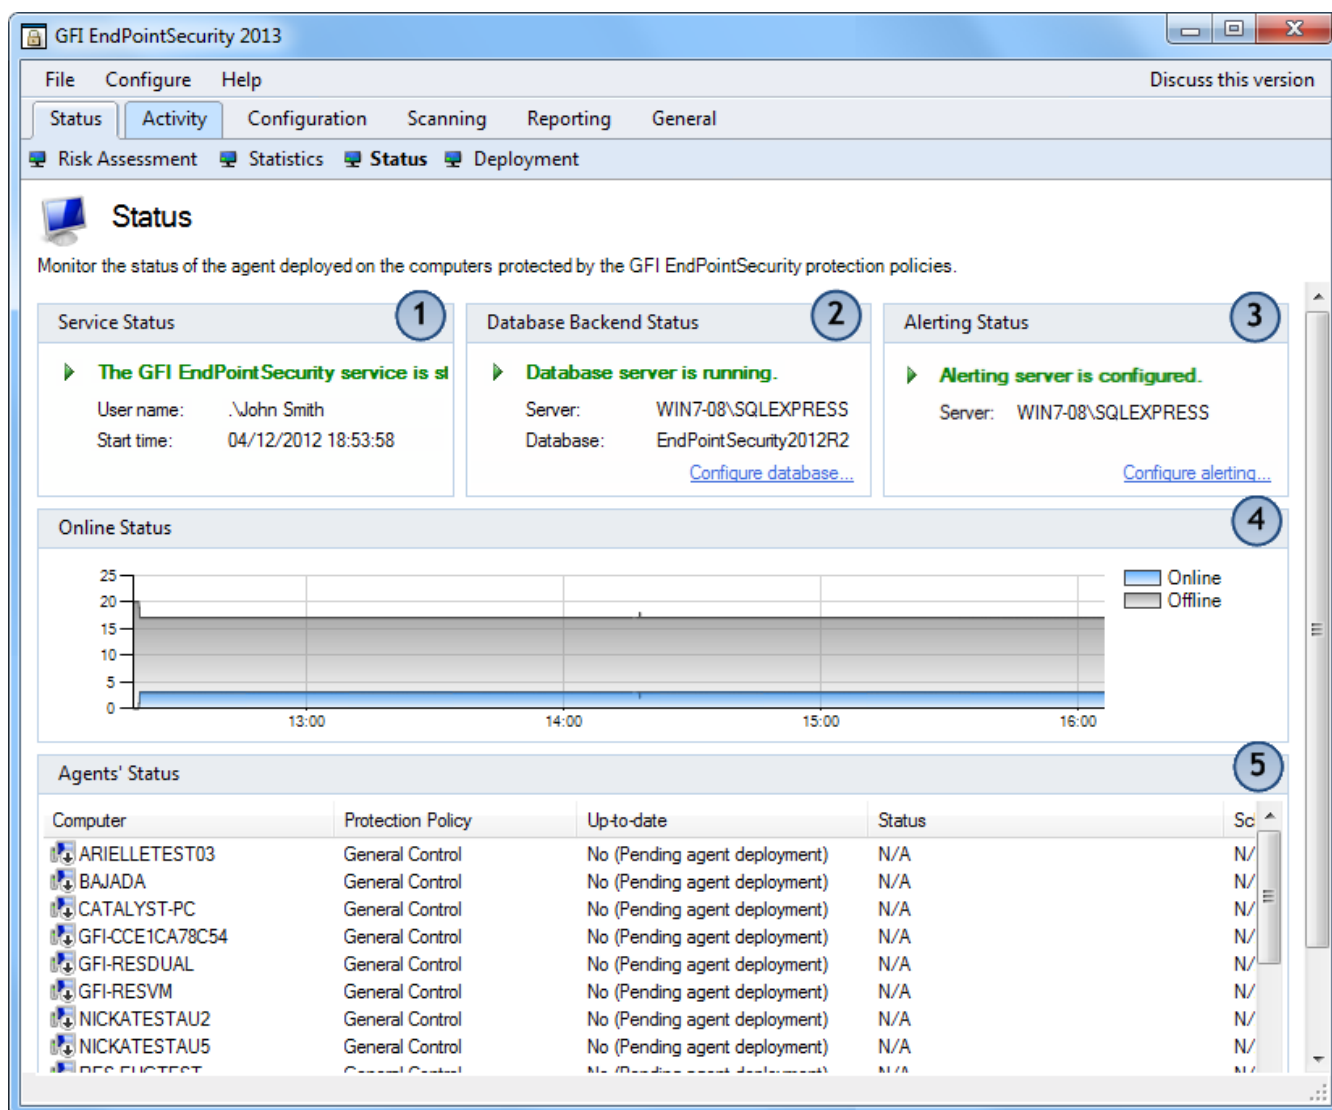 GFI EndPointSecurity 2013
File Configure Help Discuss this version
Status Activity Configuration Scanning Reporting General
Risk Assessment Statistics Status Deployment
Status
Monitor the status of the agent deployed on the computers protected by the GFI EndPointSecurity protection policies.
Service Status 1 Database Backend Status 2 Alerting Status 3
The GFI EndPointSecurity service is Database server is running. Alerting server is configured.
User name: .\John Smith Server: WIN7-08\SQLEXPRESS Server: WIN7-08\SQLEXPRESS
Start time: 04/12/2012 18:53:58 Database: EndPointSecurity2012R2
Configure database... Configure alerting...
Online Status 4
25 Online
20 Offline
15
10
5
0
13:00 14:00 15:00 16:00
Agents' Status 5
Computer Protection Policy Up-to-date Status Sc
ARIELLETEST03 General Control No (Pending agent deployment) N/A N/
BAJADA General Control No (Pending agent deployment) N/A N/
CATALYST-PC General Control No (Pending agent deployment) N/A N/
GFI-CCE1CA78C54 General Control No (Pending agent deployment) N/A N/
GFI-RESDUAL General Control No (Pending agent deployment) N/A N/
GFI-RESVM General Control No (Pending agent deployment) N/A N/
NICKATESTAU2 General Control No (Pending agent deployment) N/A N/
NICKATESTAU5 General Control No (Pending agent deployment) N/A N/
General Control No (Pending agent deployment) N/A N/